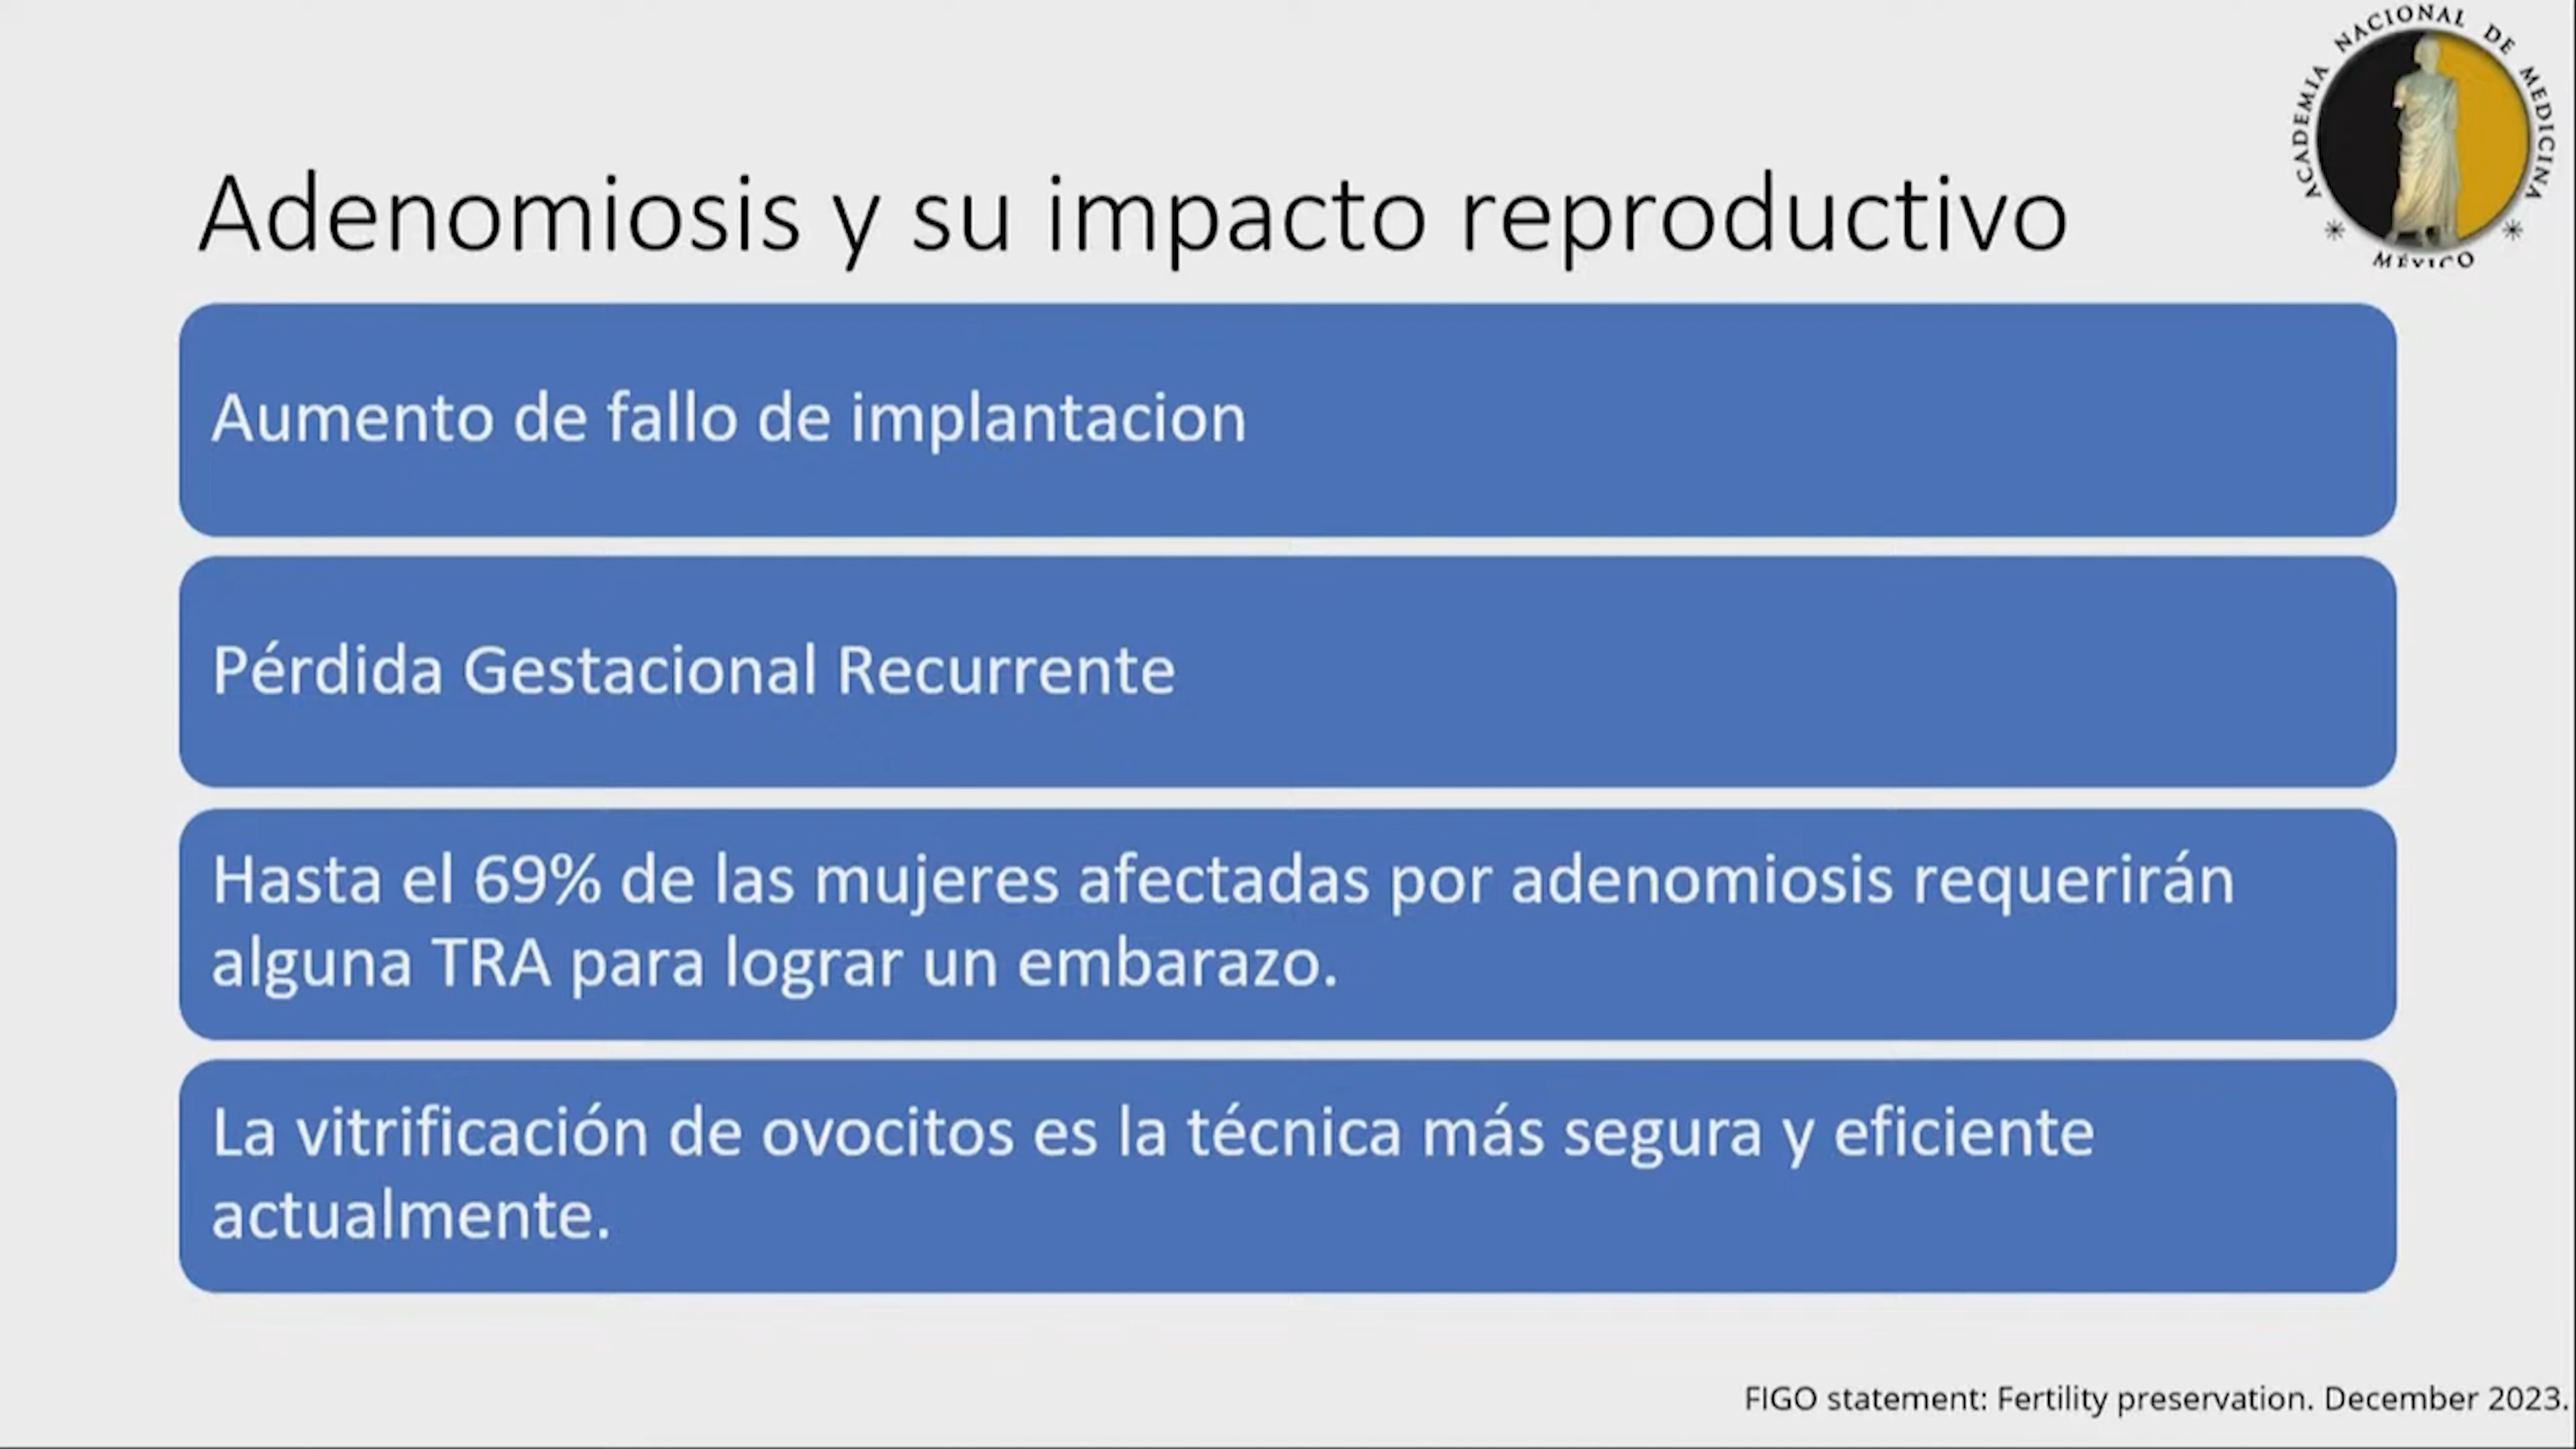 ACADEMIA NACIONAL DE MEDICINA
MÉXICO
Adenomiosis y su impacto reproductivo
Aumento de fallo de implantacion
Pérdida Gestacional Recurrente
Hasta el 69% de las mujeres afectadas por adenomiosis requerirán
alguna TRA para lograr un embarazo.
La vitrificación de ovocitos es la técnica más segura y eficiente
actualmente.
FIGO statement: Fertility preservation. December 2023.